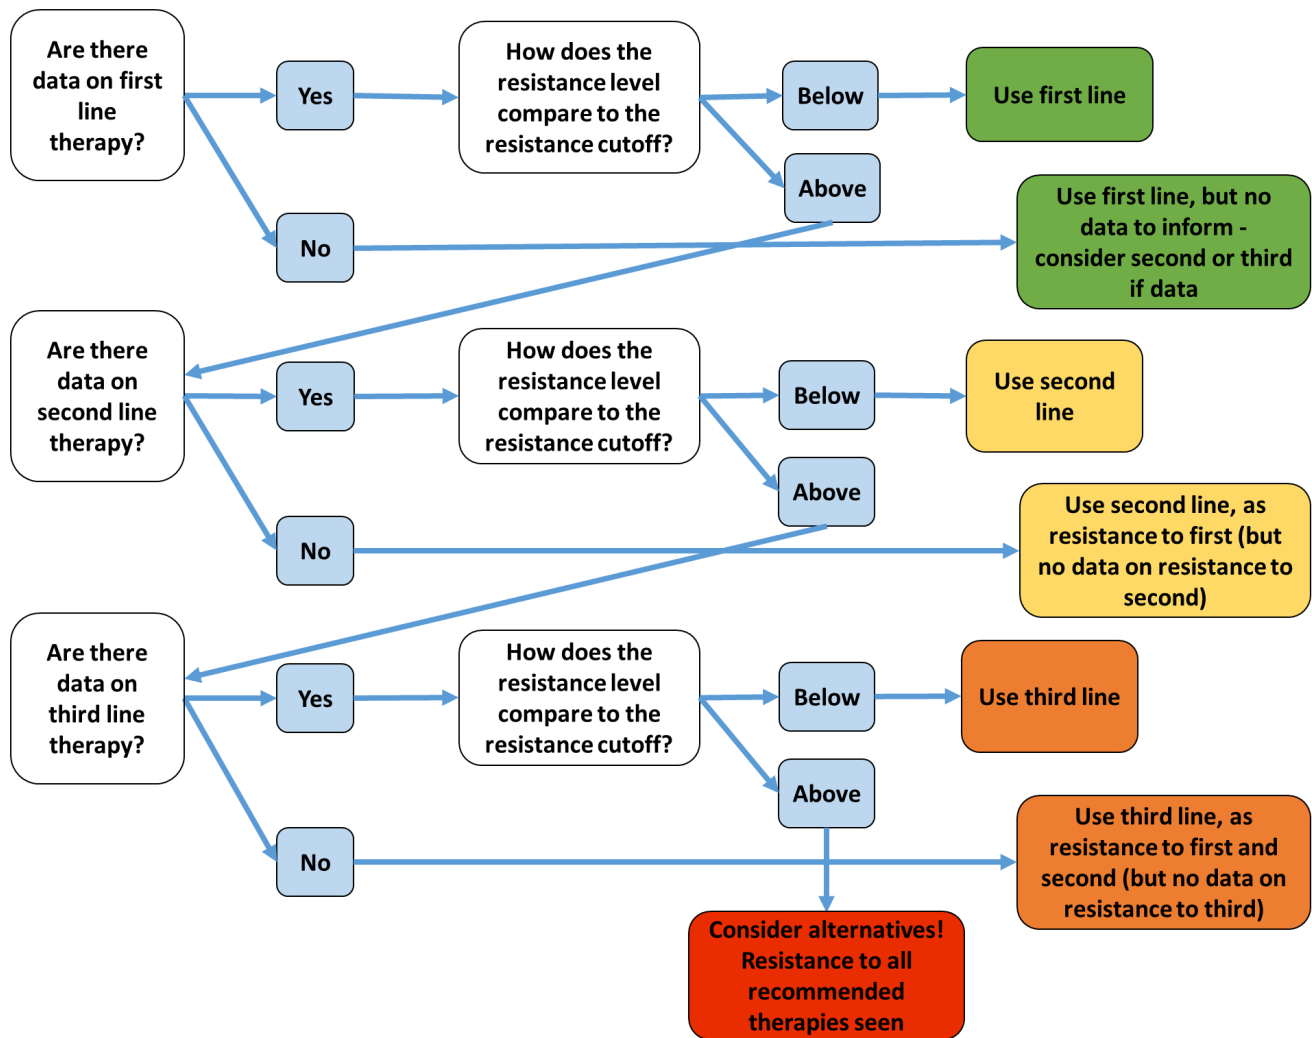 Are there
data on first
line
therapy?
Yes
No
How does the
resistance level
compare to the
resistance cutoff?
Below
Above
Use first line
Use first line, but no
data to inform -
consider second or third
if data
Are there
data on
second line
therapy?
Yes
No
How does the
resistance level
compare to the
resistance cutoff?
Below
Above
Use second
line
Use second line, as
resistance to first (but
no data on resistance to
second)
Are there
data on
third line
therapy?
Yes
No
How does the
resistance level
compare to the
resistance cutoff?
Below
Above
Use third line
Use third line, as
resistance to first and
second (but no data on
resistance to third)
Consider alternatives!
Resistance to all
recommended
therapies seen